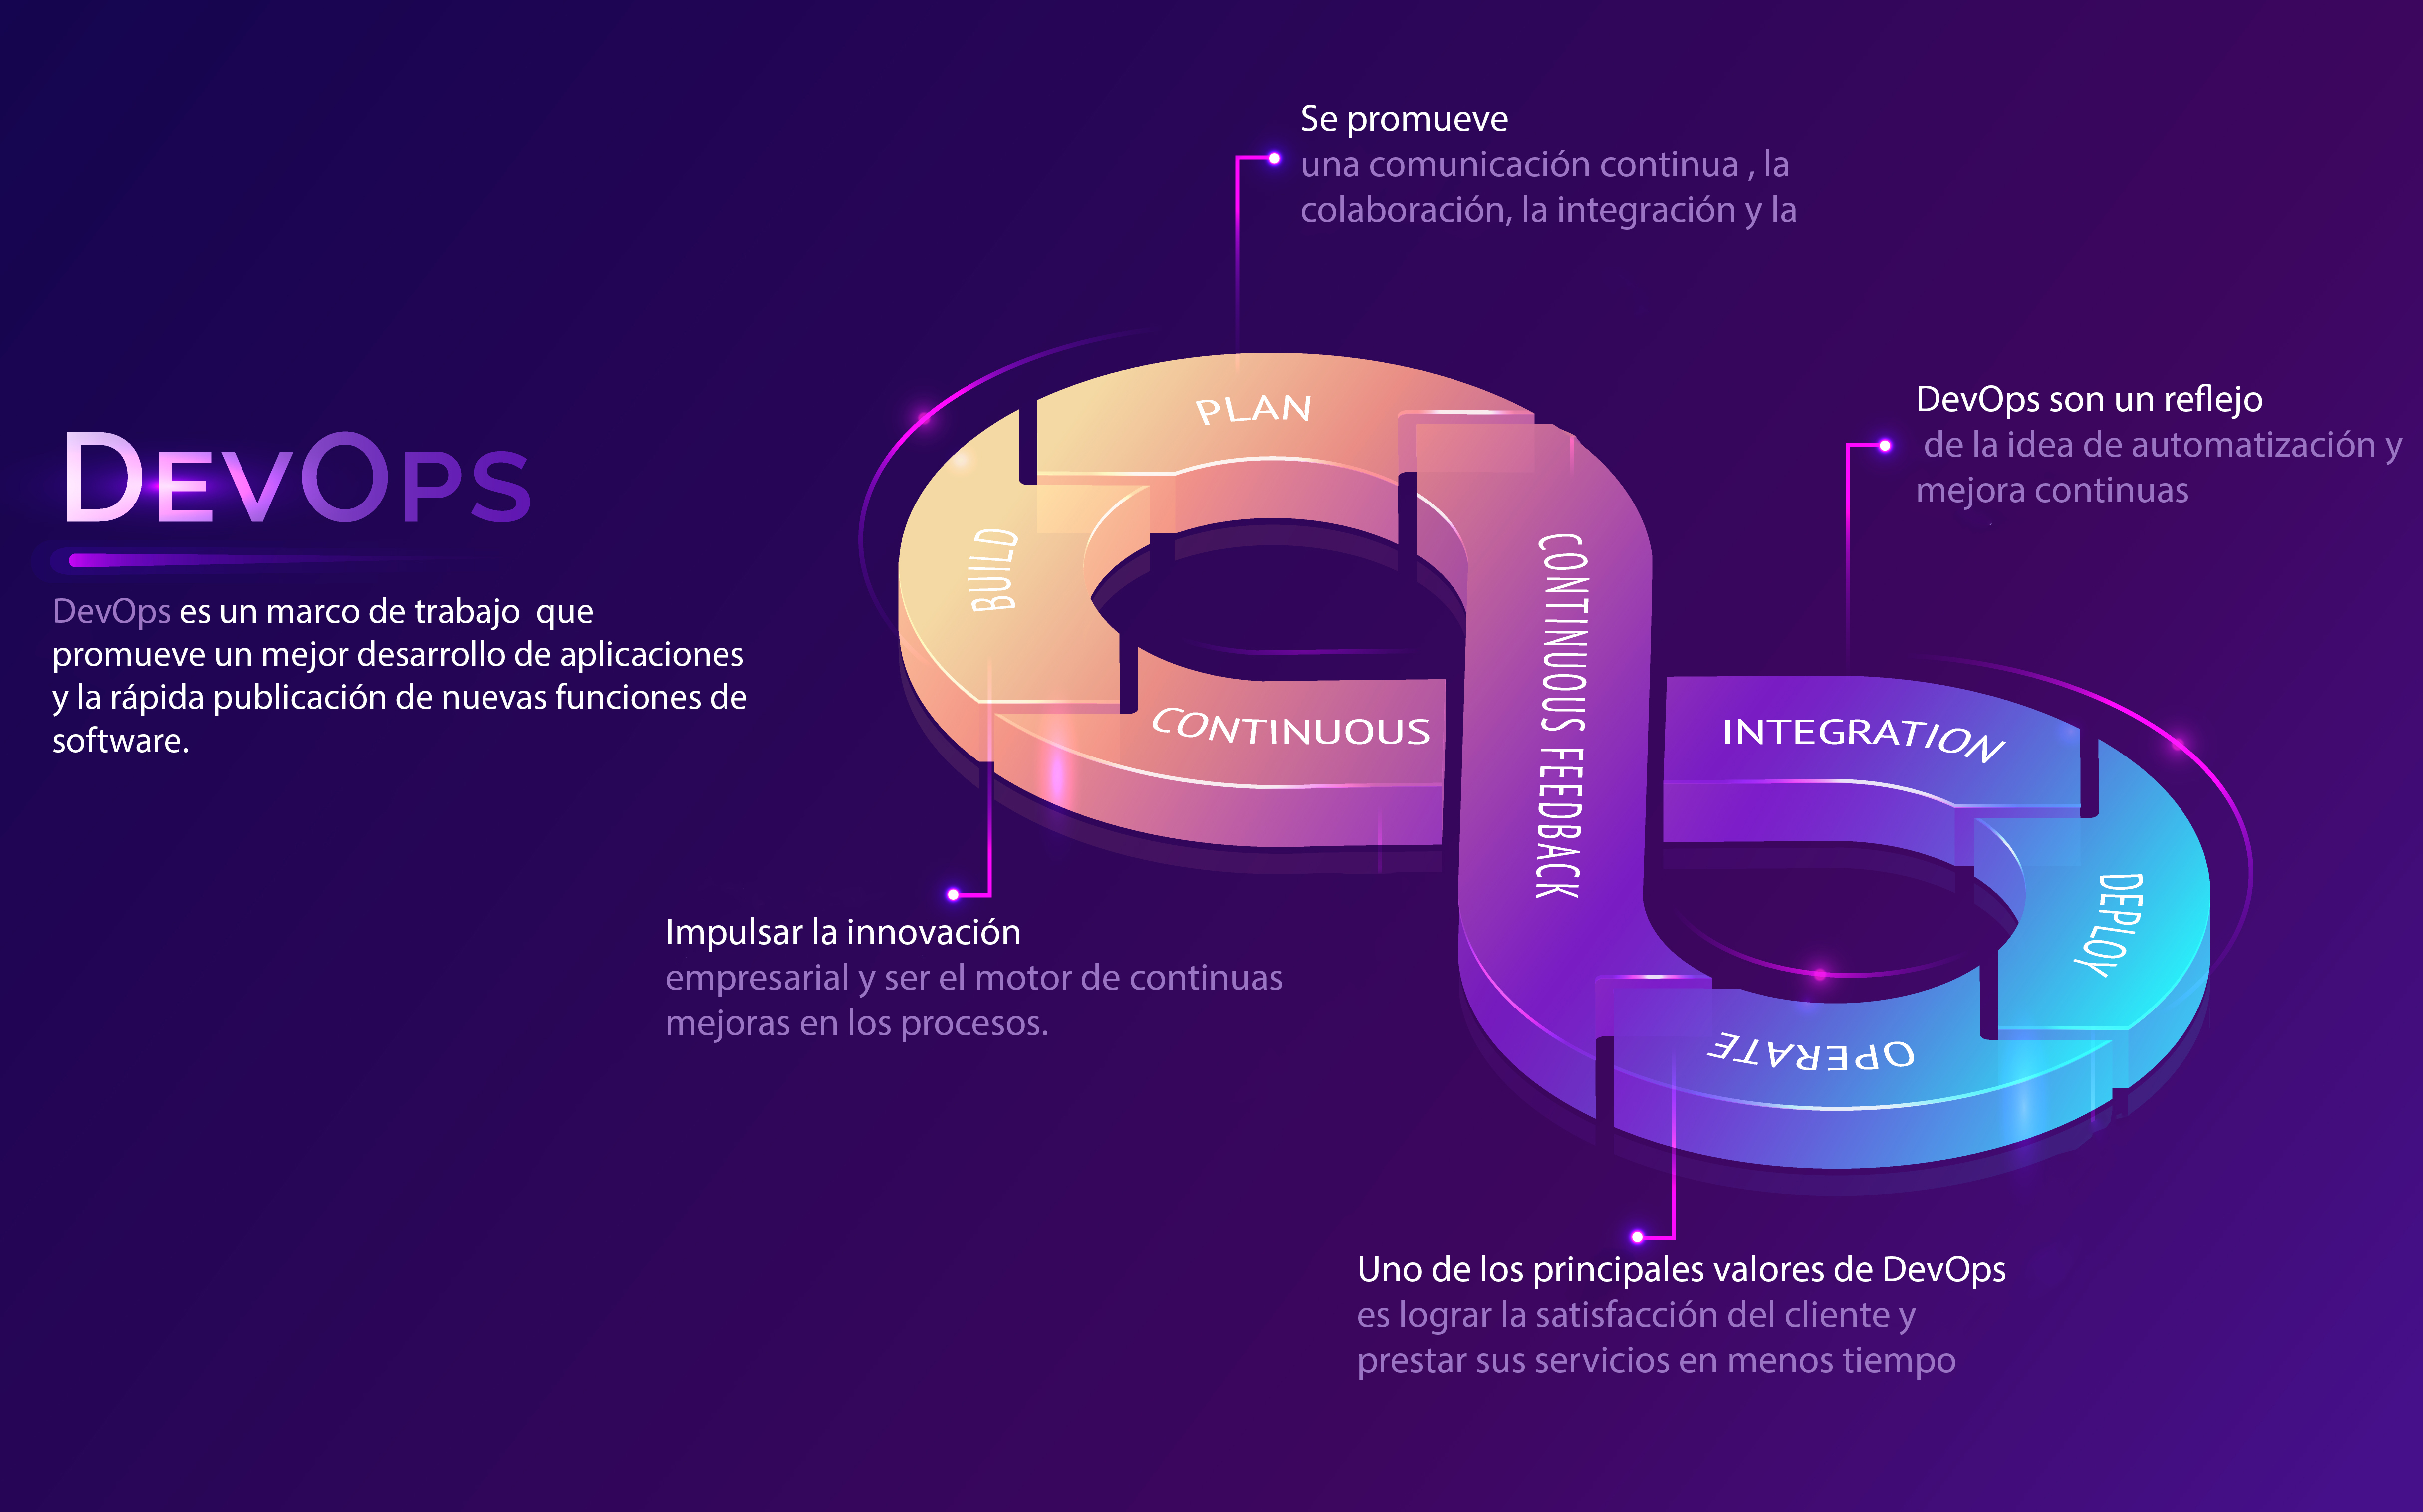 Se promueve
una comunicación continua , la
colaboración, la integración y la
DevOps son un reflejo
de la idea de automatización y
mejora continuas
DEVOPS
DevOps es un marco de trabajo  que
promueve un mejor desarrollo de aplicaciones
y la rápida publicación de nuevas funciones de
software.
PLAN
BUILD
CONTINUOUS
CONTINUOUS FEEDBACK
INTEGRATION
DEPLOY
OPERATE
Impulsar la innovación
empresarial y ser el motor de continuas
mejoras en los procesos.
Uno de los principales valores de DevOps
es lograr la satisfacción del cliente y
prestar sus servicios en menos tiempo